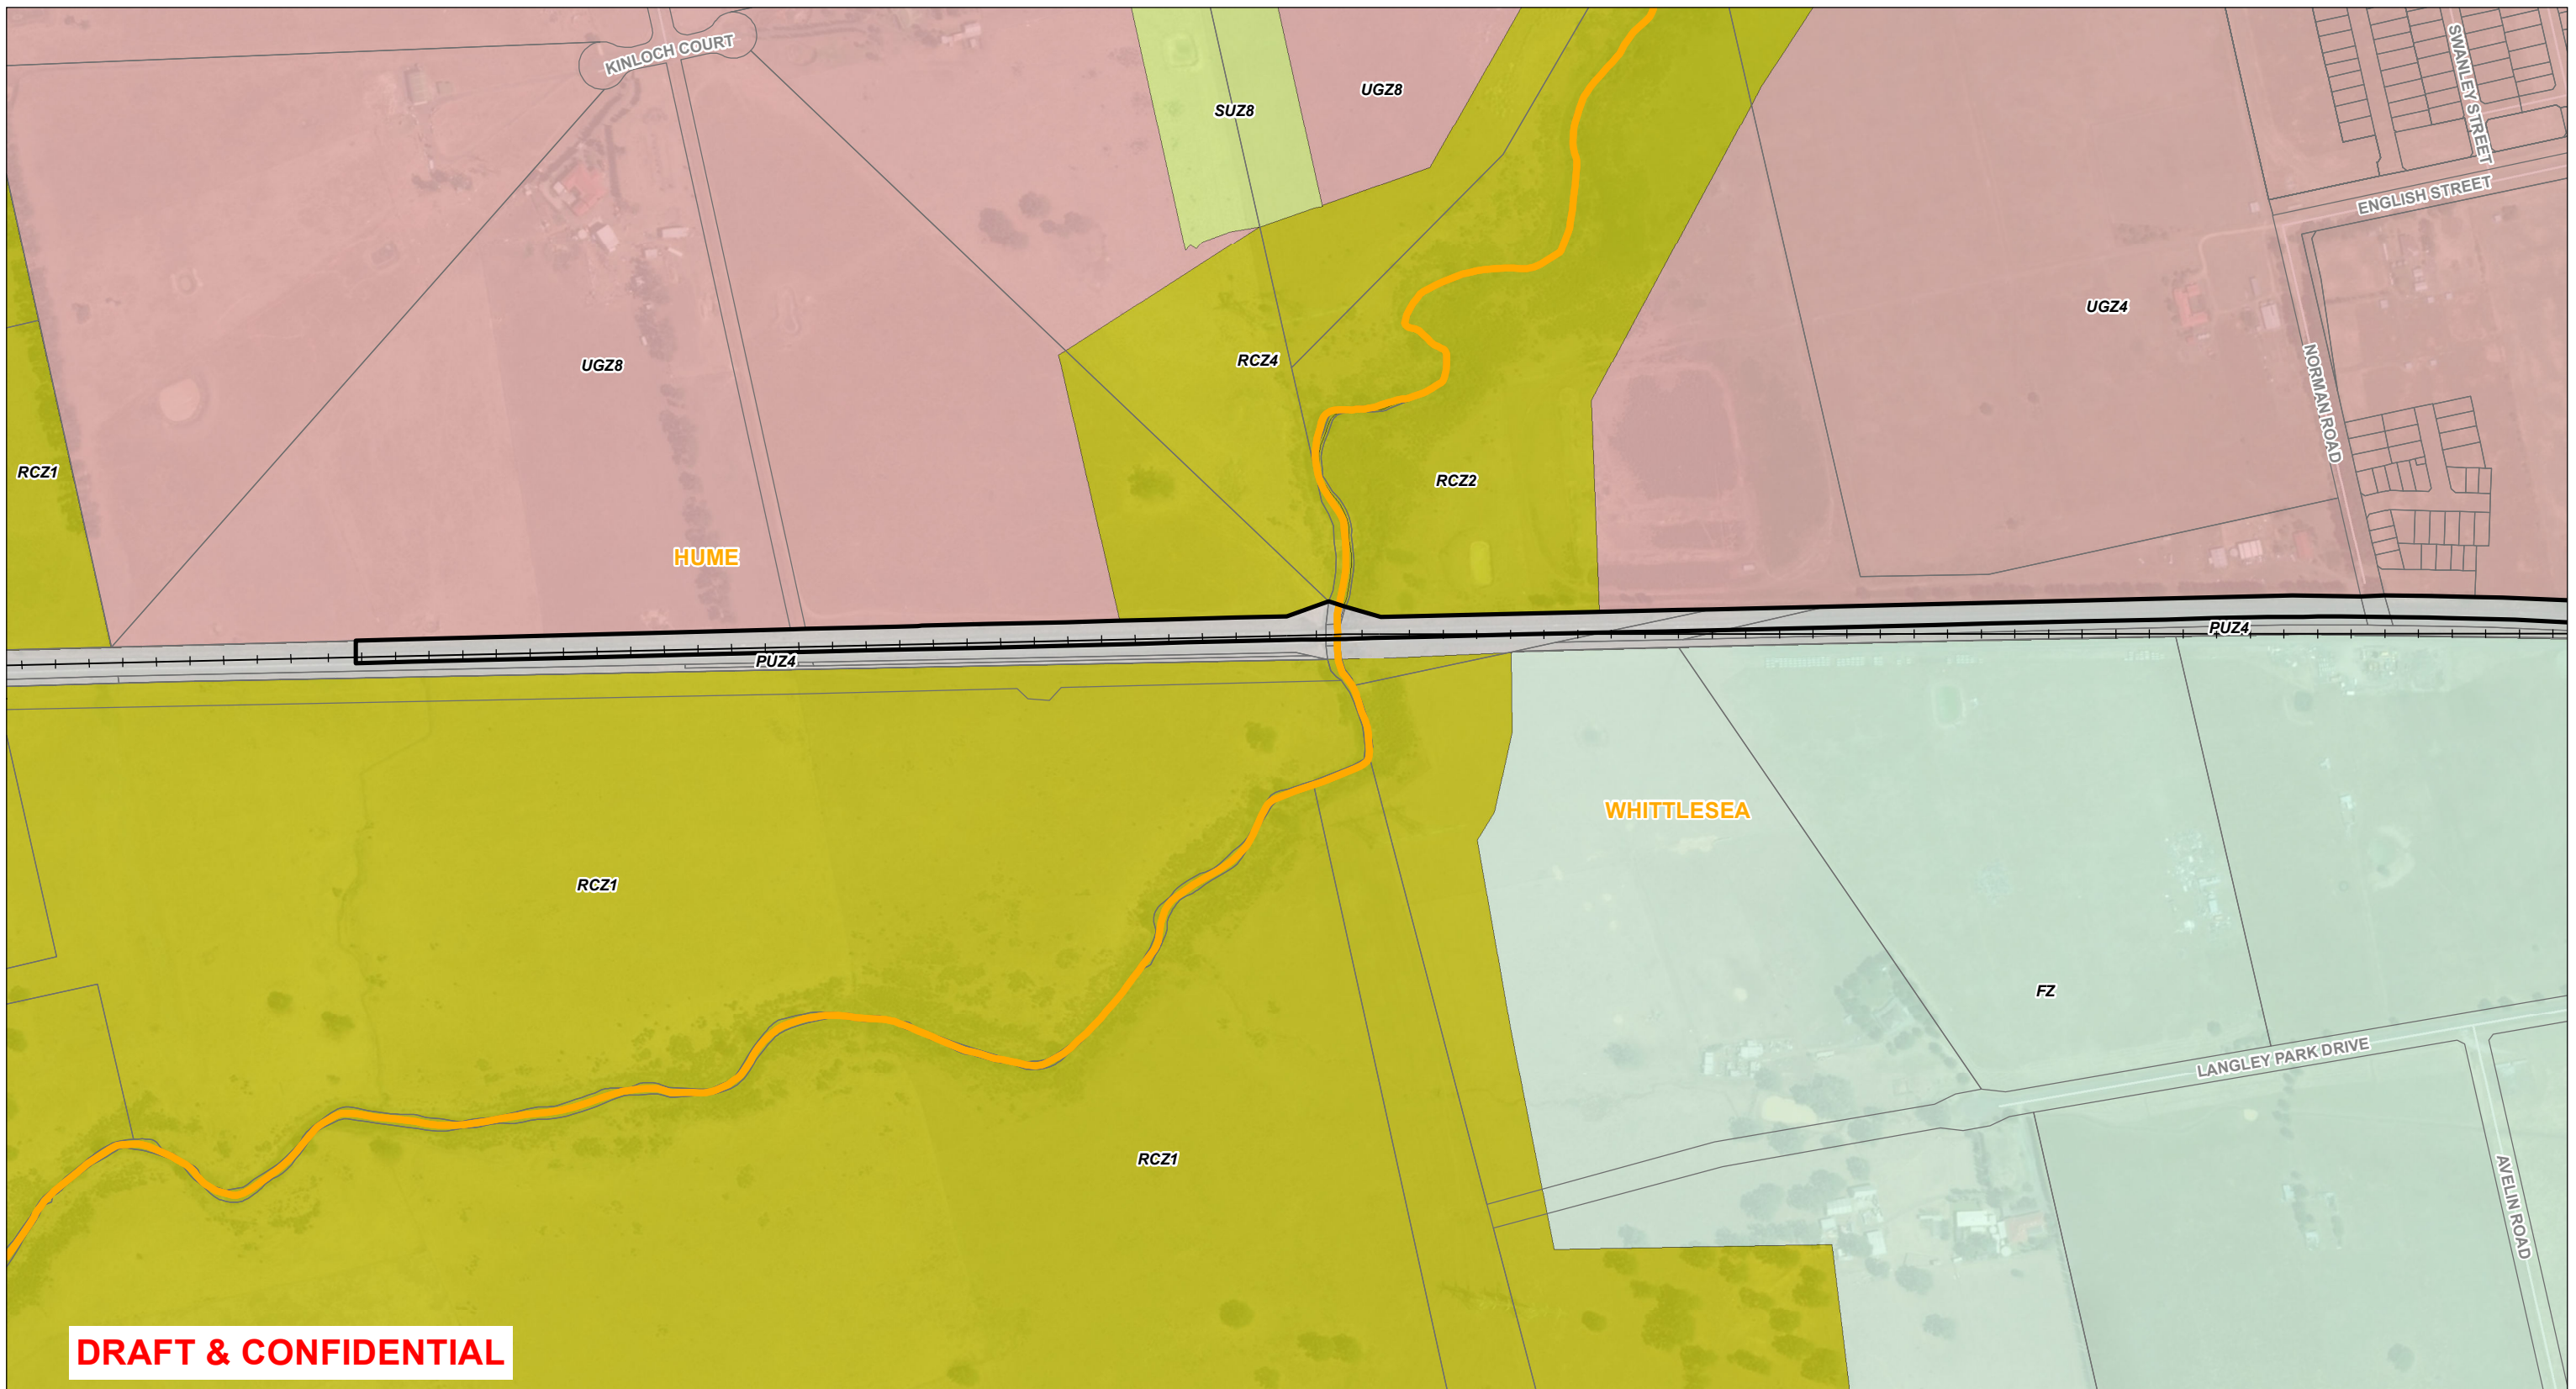 KINLOCH COURT
SWANLEY STREET
UGZ8
SUZ8
ENGLISH STREET
UGZ4
RCZ4
UGZ8
NORMAN ROAD
RCZ1
RCZ2
HUME
PUZ4
PUZ4
WHITTLESEA
RCZ1
FZ
LANGLEY PARK DRIVE
RCZ1
AVELIN ROAD
DRAFT & CONFIDENTIAL